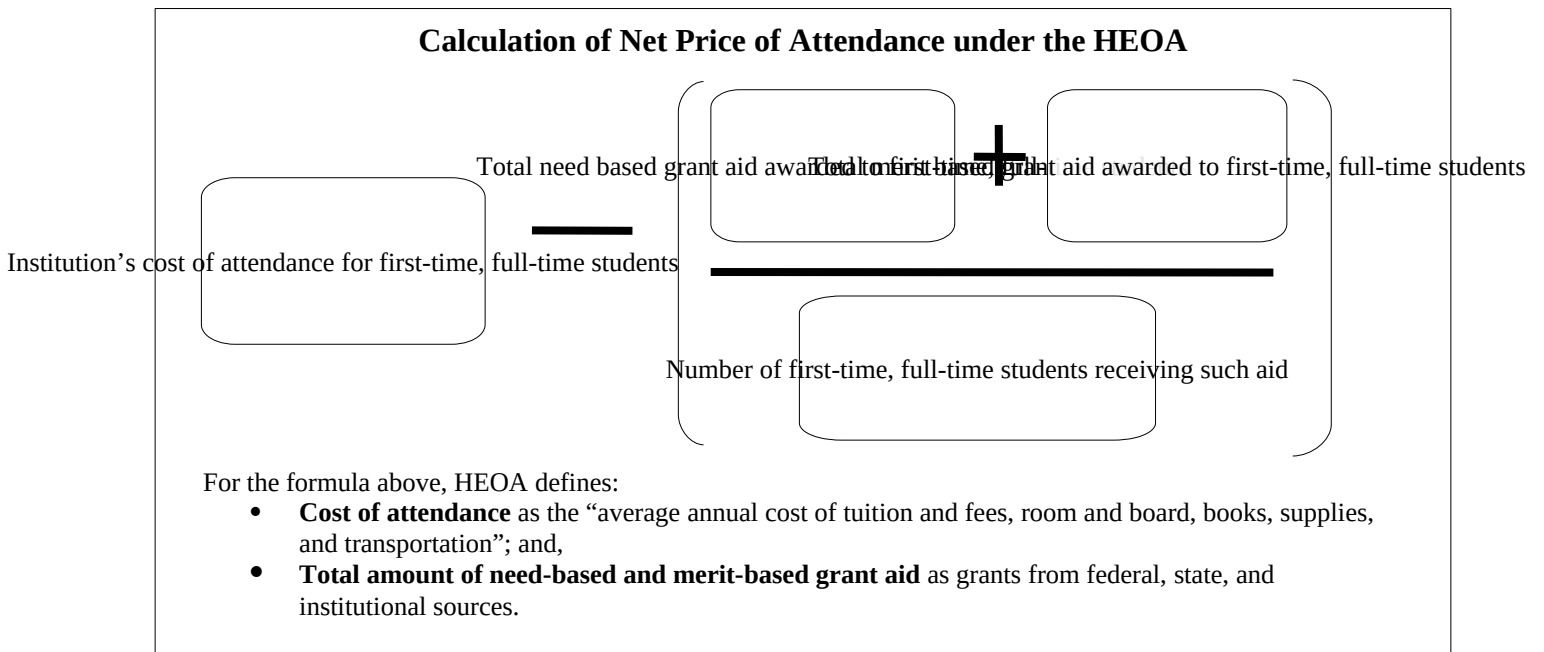 Calculation of Net Price of Attendance under the HEOA
Total need based grant aid awarded to first-time, full-
Total merit-based grant aid awarded to first-time, full-time students
Institution’s cost of attendance for first-time, full-time students
Number of first-time, full-time students receiving such aid
For the formula above, HEOA defines:
• Cost of attendance as the “average annual cost of tuition and fees, room and board, books, supplies,
and transportation”; and,
• Total amount of need-based and merit-based grant aid as grants from federal, state, and
institutional sources.